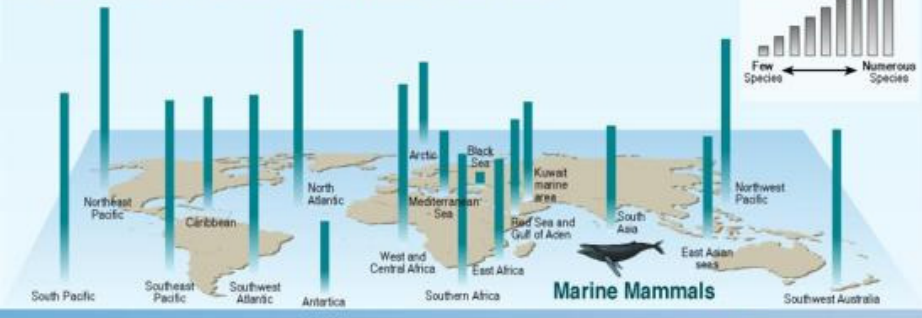 Few
Species
Numerous
Species
Arctic
Black
Sea
Kuwait
marine
area
Northeast
Pacific
North
Atlantic
Mediterranean
Sea
Northwest
Pacific
Caribbean
Red Sea and
Gulf of Aden
South
Asia
West and
Central Africa
East Africa
East Asian
seas
South Pacific
Southeast
Pacific
Southwest
Atlantic
Antartica
Southern Africa
Marine Mammals
Southwest Australia